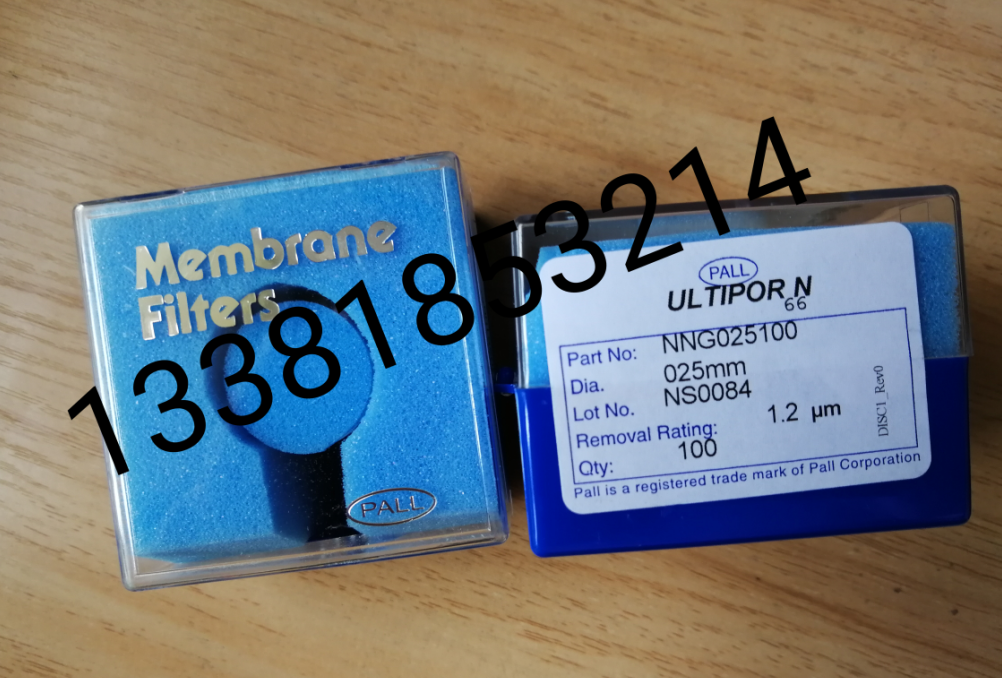 Membrane
Filters
PALL
13381853214
PALL
ULTIPOR N
66
Part No: NNG025100
Dia. 025mm
Lot No. NS0084
Removal Rating: 1.2 µm
Qty: 100
Pall is a registered trade mark of Pall Corporation
DISC1_Rev0